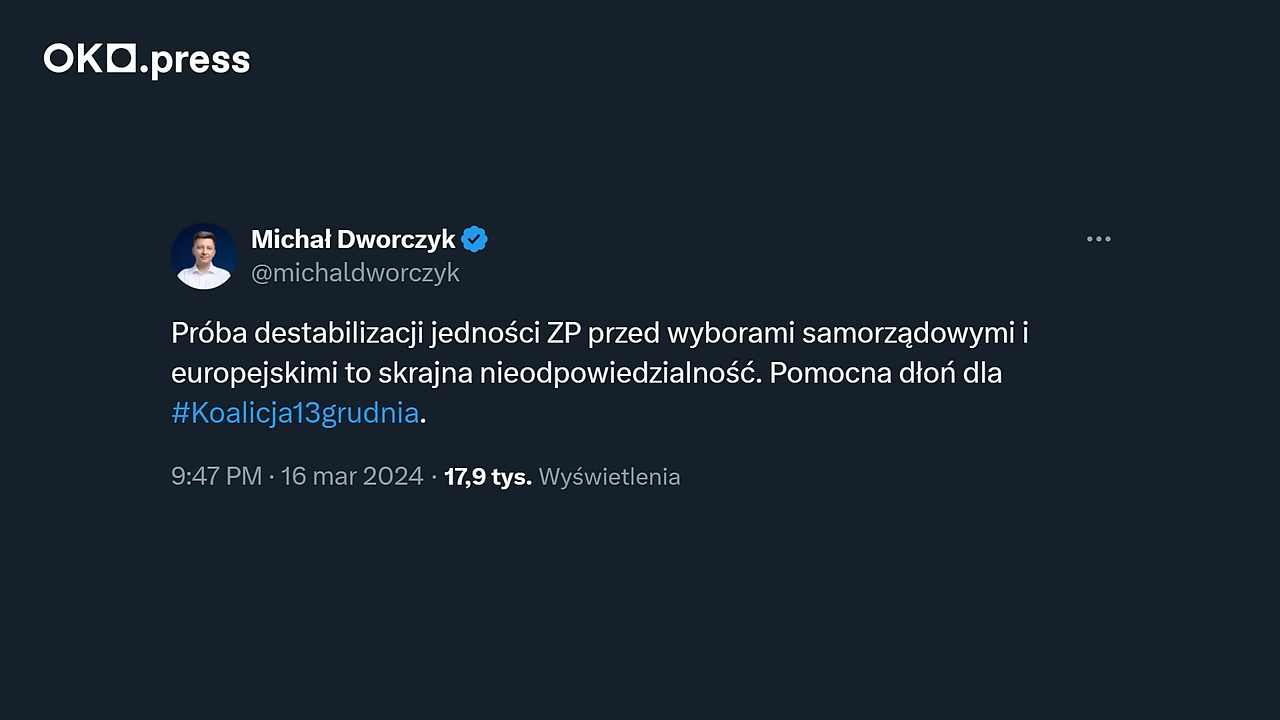 OKO.press
Michał Dworczyk
@michaldworczyk
Próba destabilizacji jedności ZP przed wyborami samorządowymi i
europejskimi to skrajna nieodpowiedzialność. Pomocna dłoń dla
#Koalicja13grudnia.
9:47 PM · 16 mar 2024 · 17,9 tys. Wyświetlenia